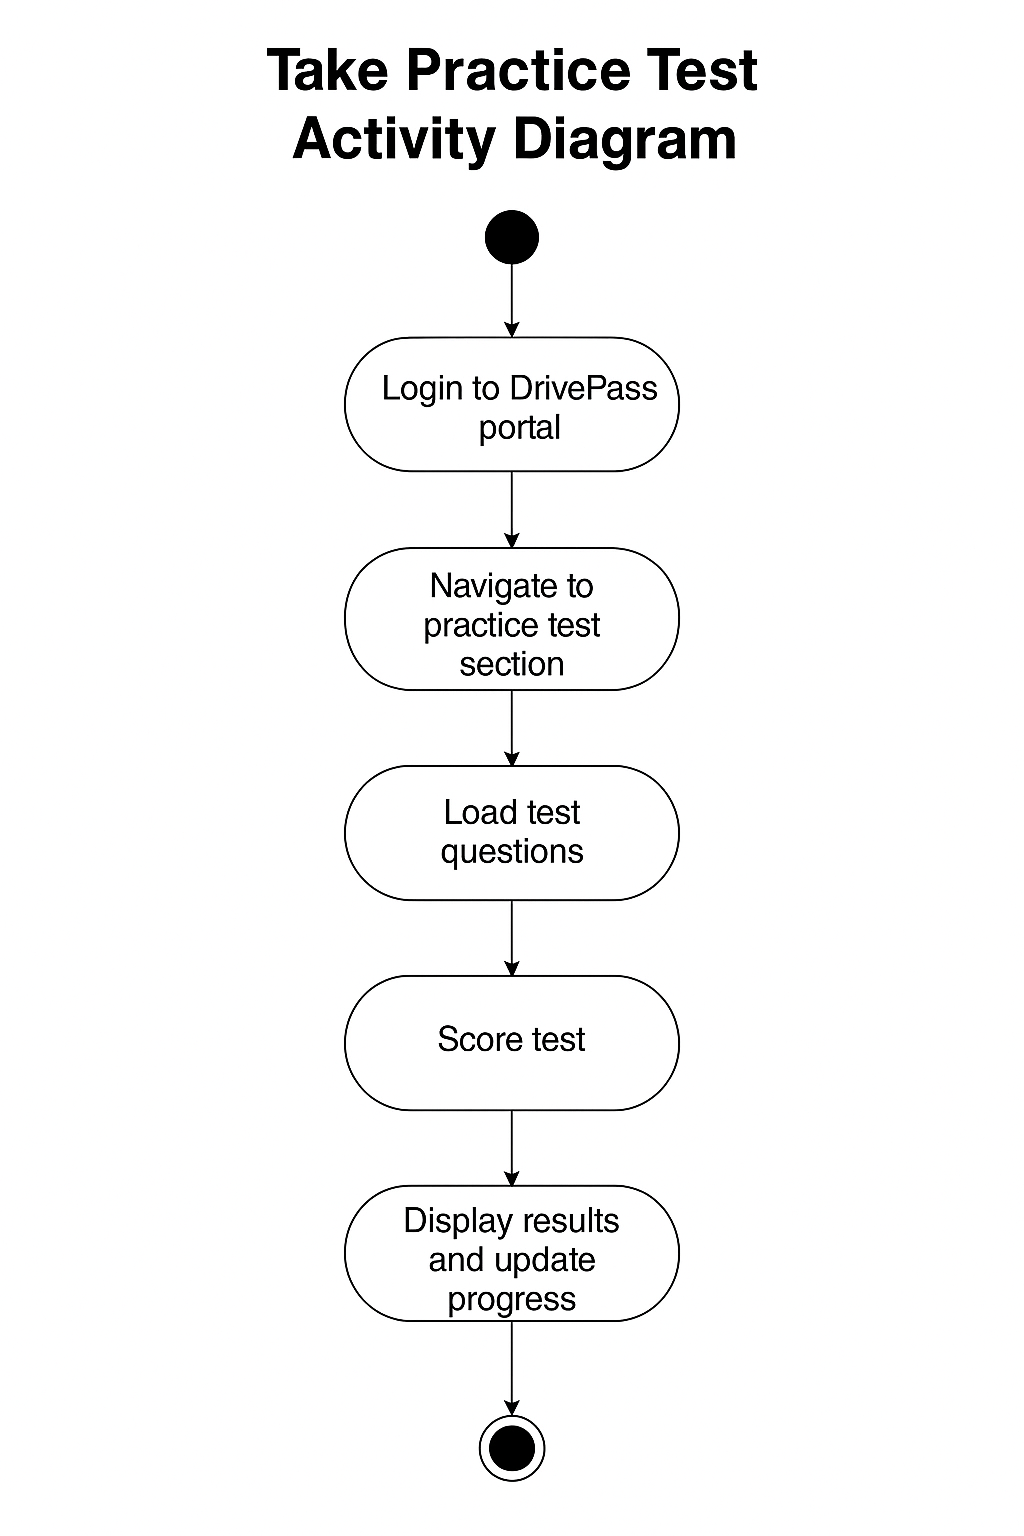 Take Practice Test
Activity Diagram
Login to DrivePass
portal
Navigate to
practice test
section
Load test
questions
Score test
Display results
and update
progress